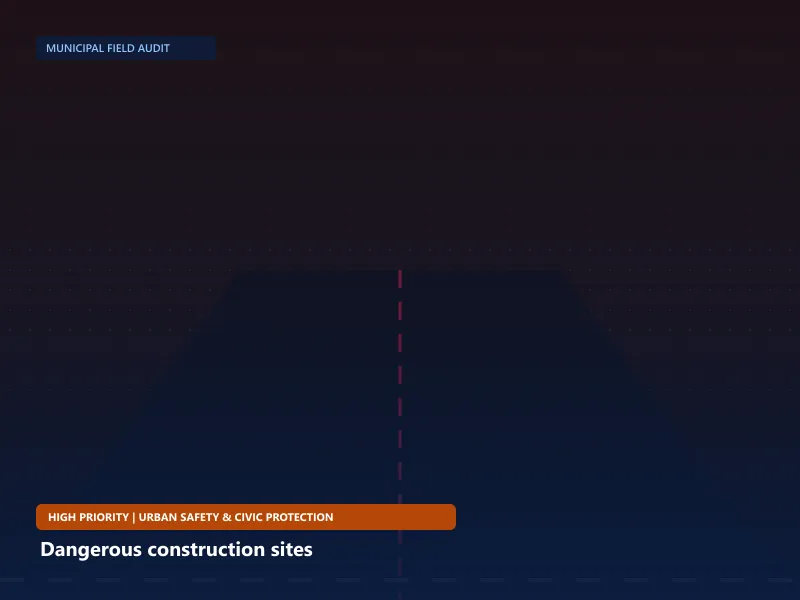 MUNICIPAL FIELD AUDIT
HIGH PRIORITY | URBAN SAFETY & CIVIC PROTECTION
Dangerous construction sites